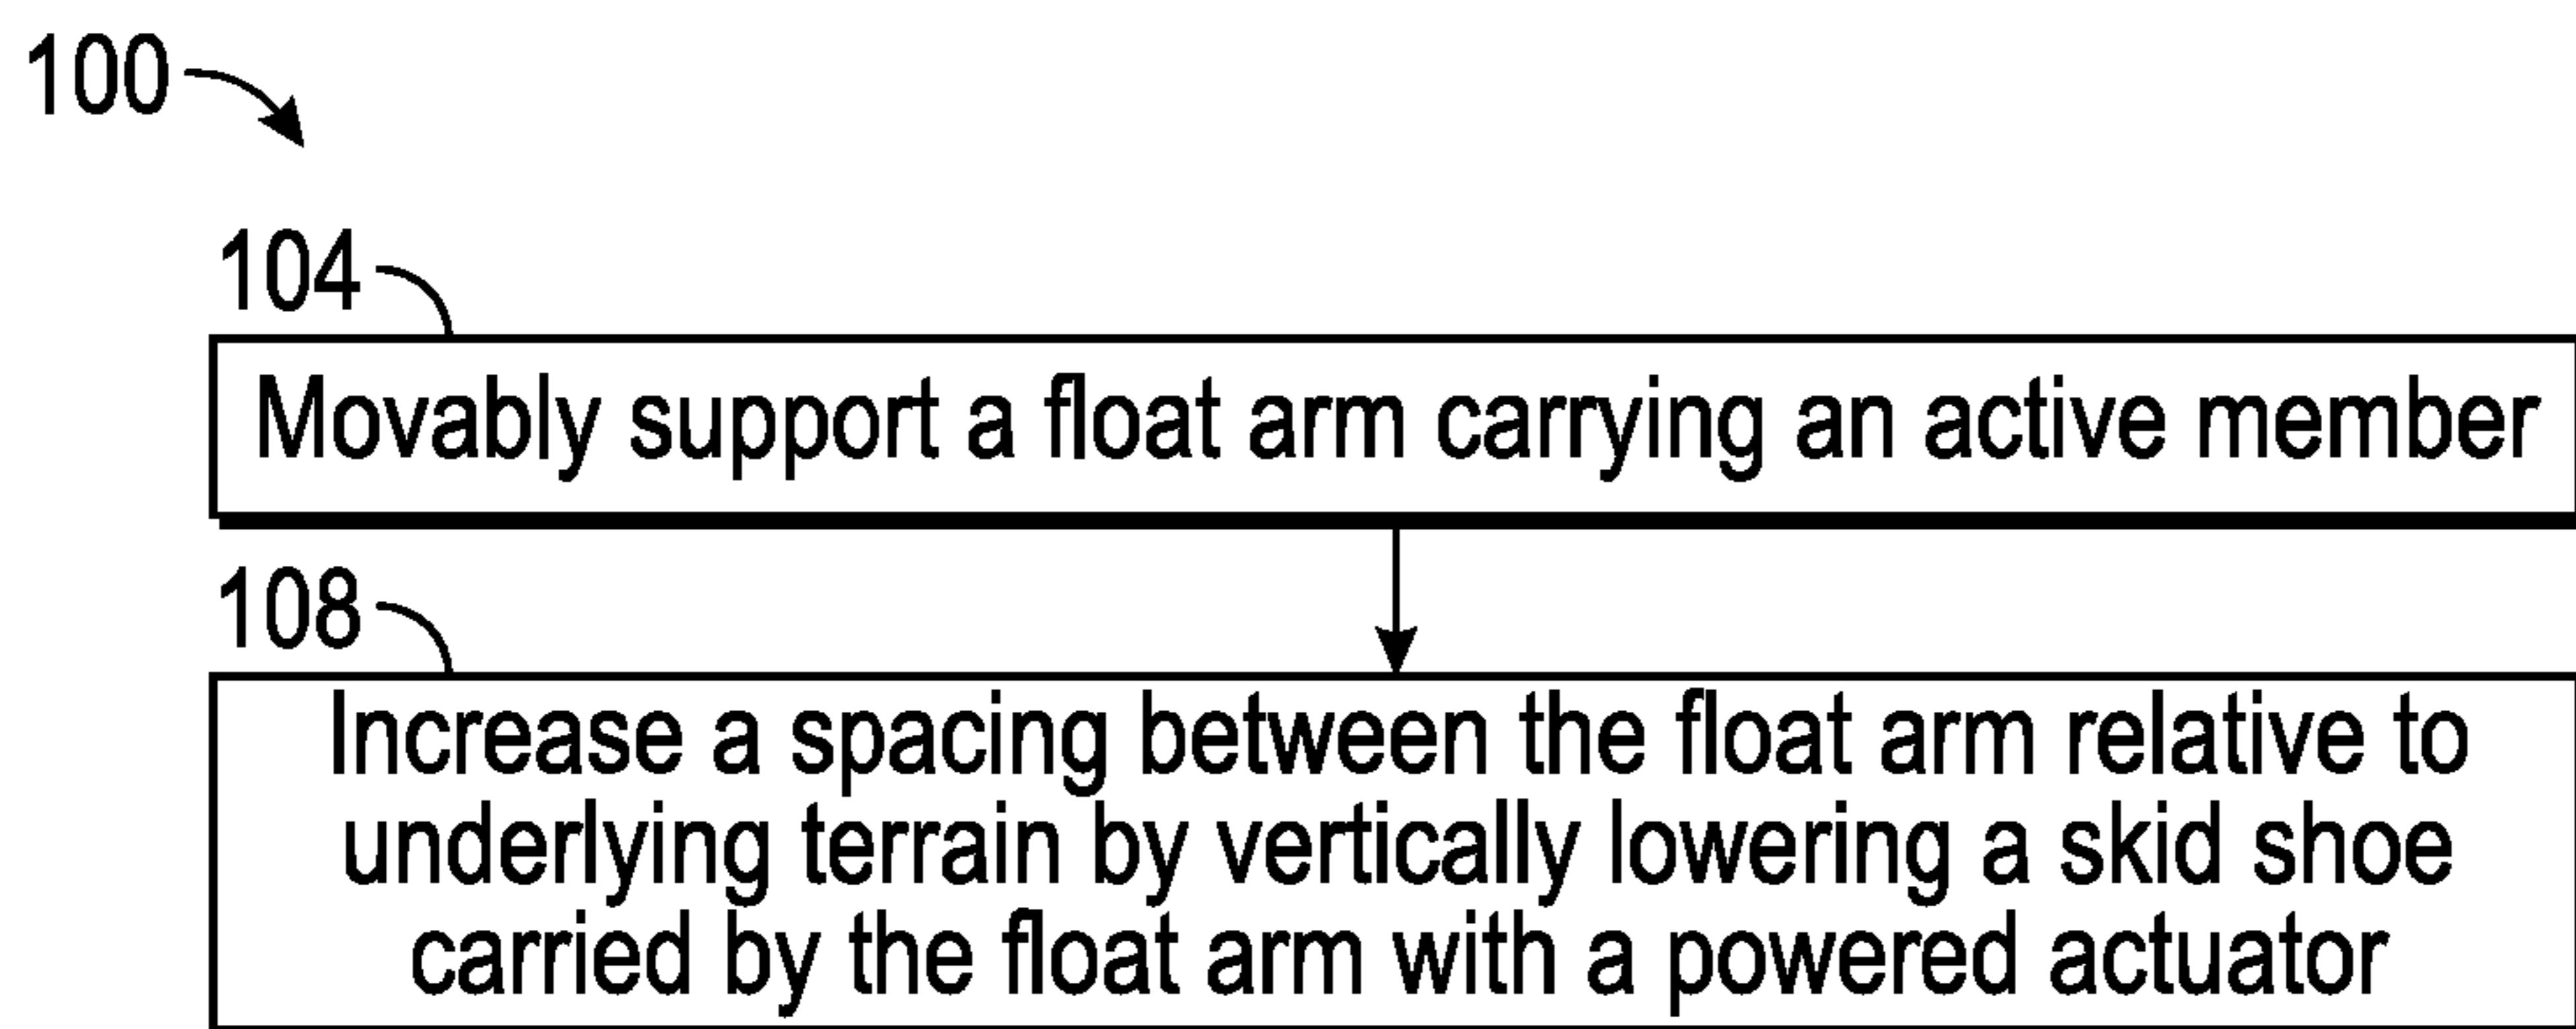 100
104
Movably support a float arm carrying an active member
108
Increase a spacing between the float arm relative to
underlying terrain by vertically lowering a skid shoe
carried by the float arm with a powered actuator